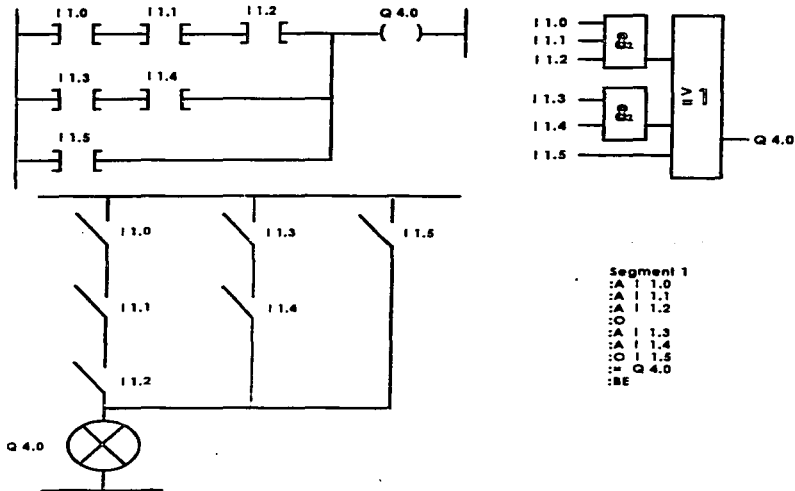 I 1.0 I 1.1 I 1.2 Q 4.0
I 1.3 I 1.4
I 1.5
I 1.0
I 1.1
I 1.2
I 1.3
I 1.4
I 1.5
&
&
Q 4.0
I 1.0
I 1.1
I 1.2
I 1.3
I 1.4
I 1.5
Q 4.0
Segment 1
:A I 1.0
:A I 1.1
:A I 1.2
:O
:A I 1.3
:A I 1.4
:O I 1.5
:= Q 4.0
:BE